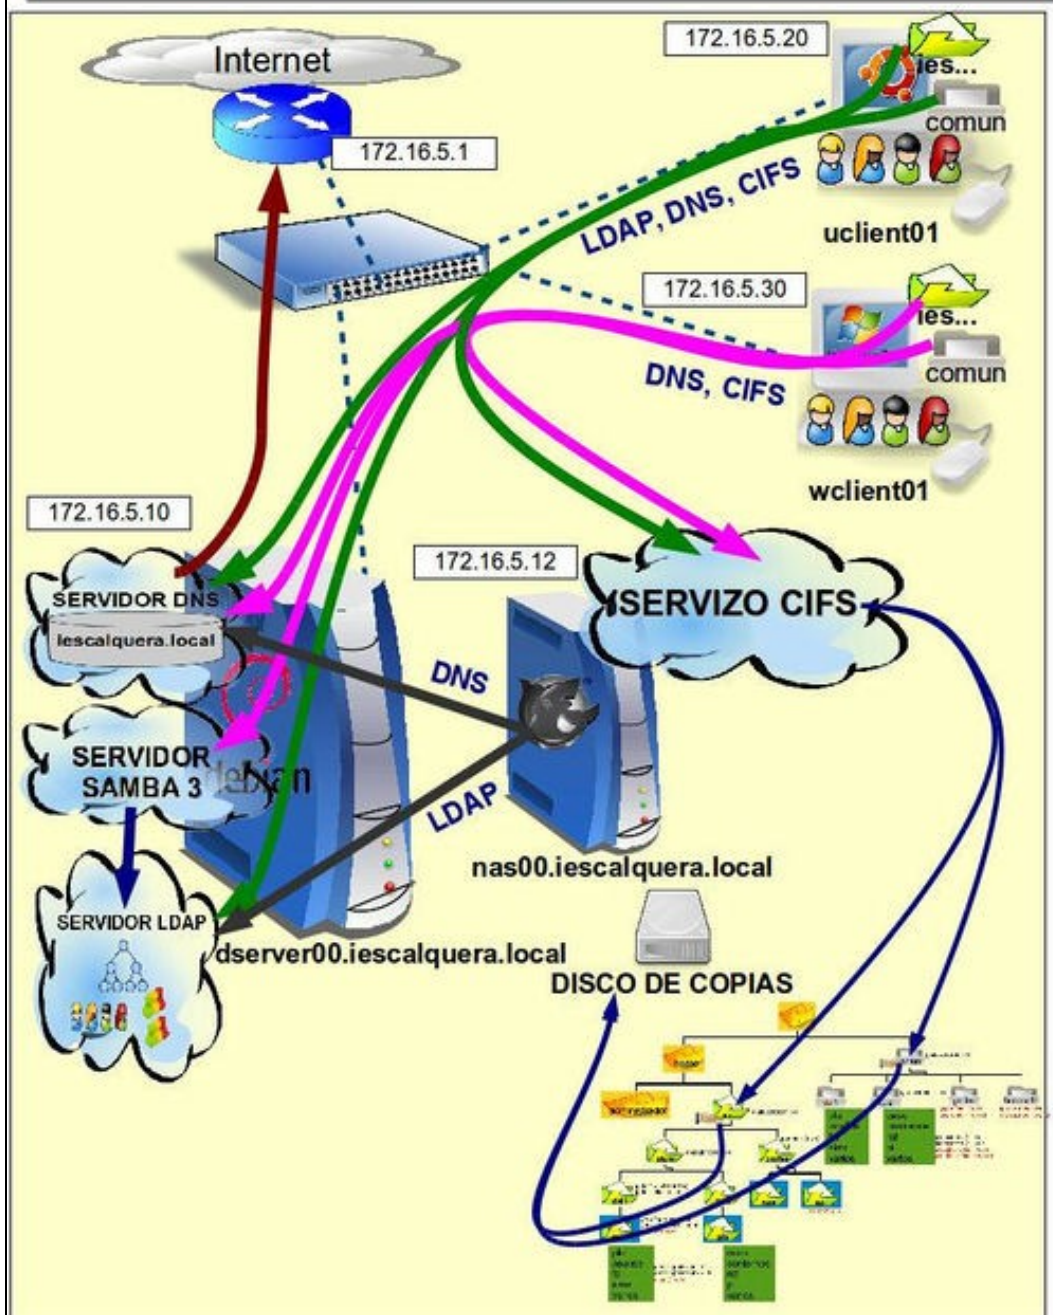 Internet
172.16.5.20
ies...
comun
172.16.5.1
LDAP, DNS, CIFS
uclient01
172.16.5.30
ies...
comun
DNS, CIFS
wclient01
172.16.5.10
172.16.5.12
SERVIDOR DNS
iescalquera.local
SERVIZO CIFS
DNS
SERVIDOR
SAMBA 3
debian
LDAP
nas00.iescalquera.local
SERVIDOR LDAP
dserver00.iescalquera.local
DISCO DE COPIAS